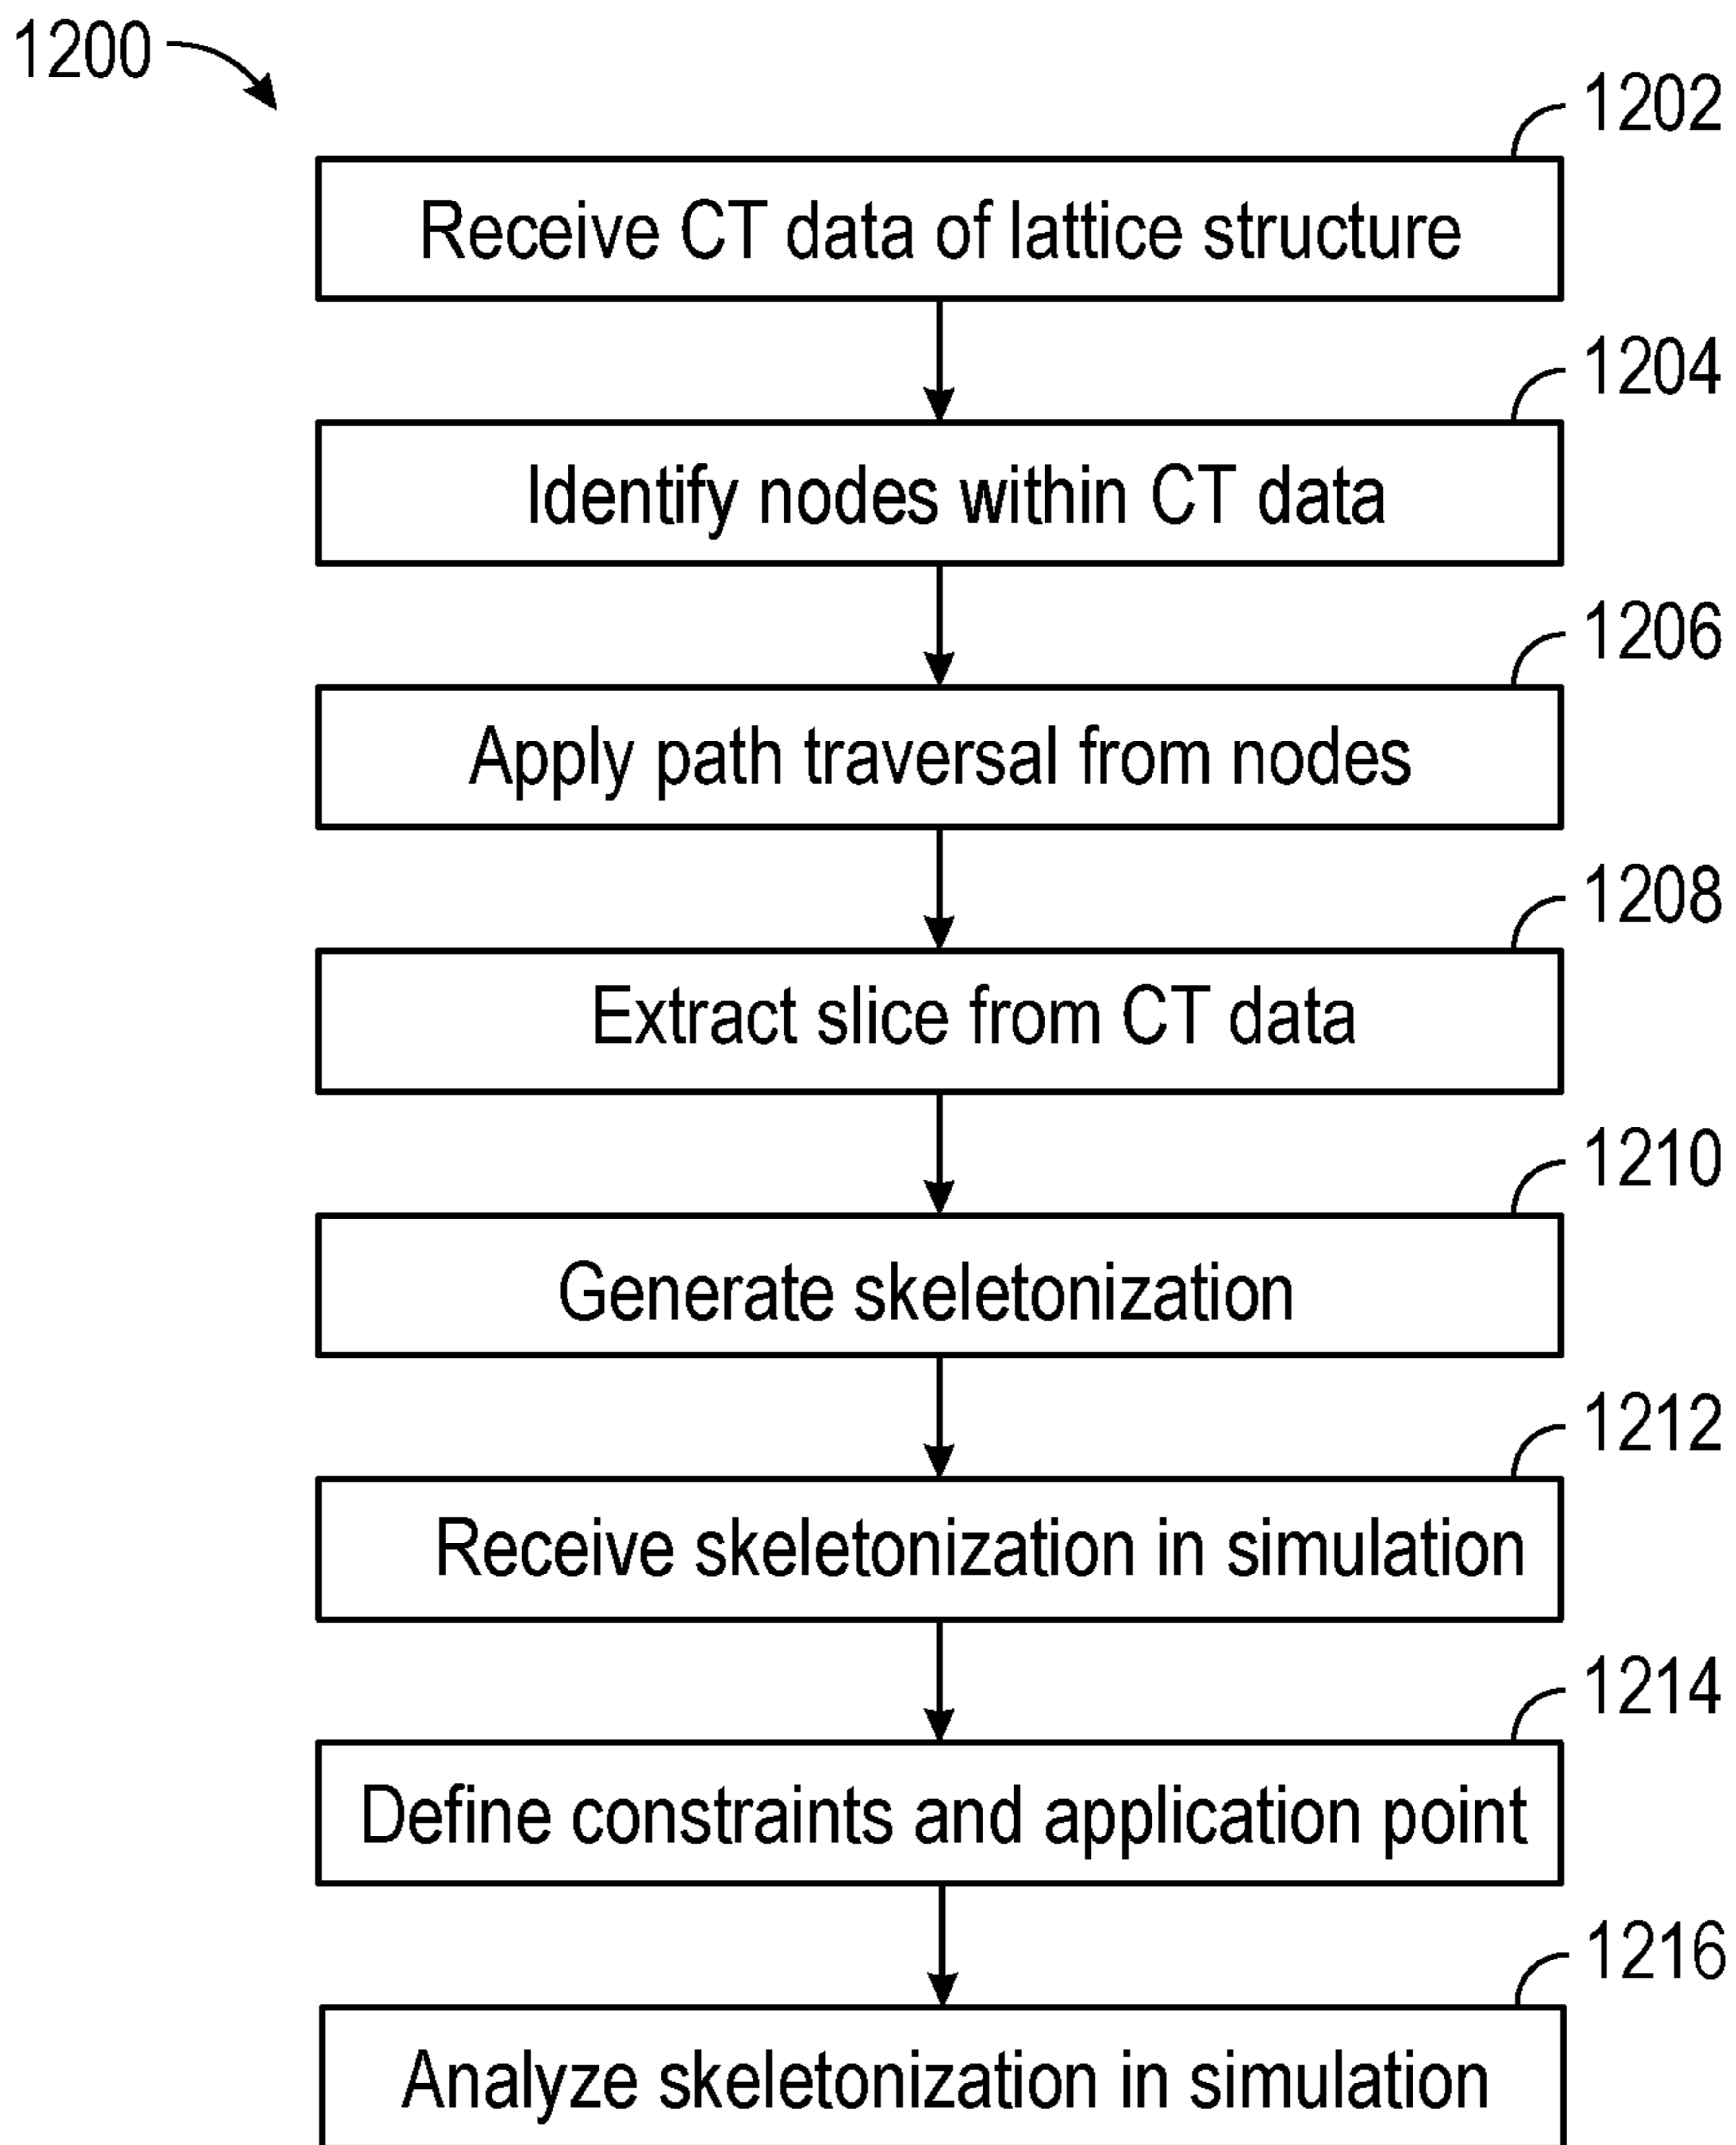 1200
1202
Receive CT data of lattice structure
1204
Identify nodes within CT data
1206
Apply path traversal from nodes
1208
Extract slice from CT data
1210
Generate skeletonization
1212
Receive skeletonization in simulation
1214
Define constraints and application point
1216
Analyze skeletonization in simulation